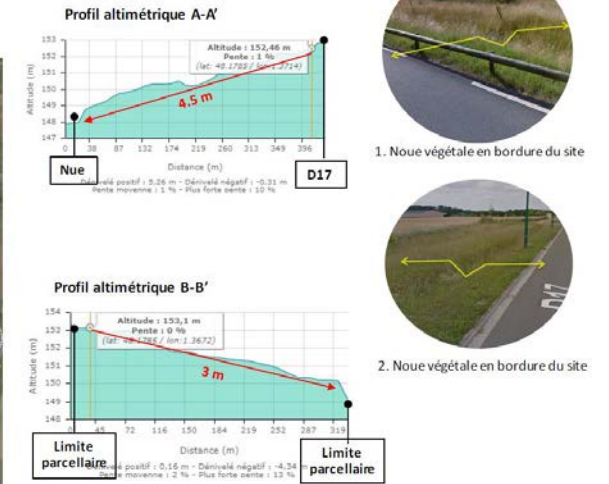 Profil altimétrique A-A'
Altitude : 152,46 m
Pente : 1 %
153
152
151
150
149
148
147
Altitude (m)
4.5 m
0 38 87 132 174 219 260 313 349 396
Distance (m)
Nue
D17
Dénivelé positif : 5,26 m - Dénivelé négatif : -0,31 m
Pente moyenne : 1 % - Plus forte pente : 10 %
1. Noue végétale en bordure du site
Profil altimétrique B-B'
Altitude : 153,1 m
Pente : 0 %
154
153
152
151
150
149
148
Altitude (m)
3 m
45 72 116 150 184 219 252 287 319
Distance (m)
Limite
parcellaire
Limite
parcellaire
positif : 0,16 m - Dénivelé négatif : -4,34 m
Pente moyenne : 2 % - Plus forte pente : 13 %
D17
2. Noue végétale en bordure du site